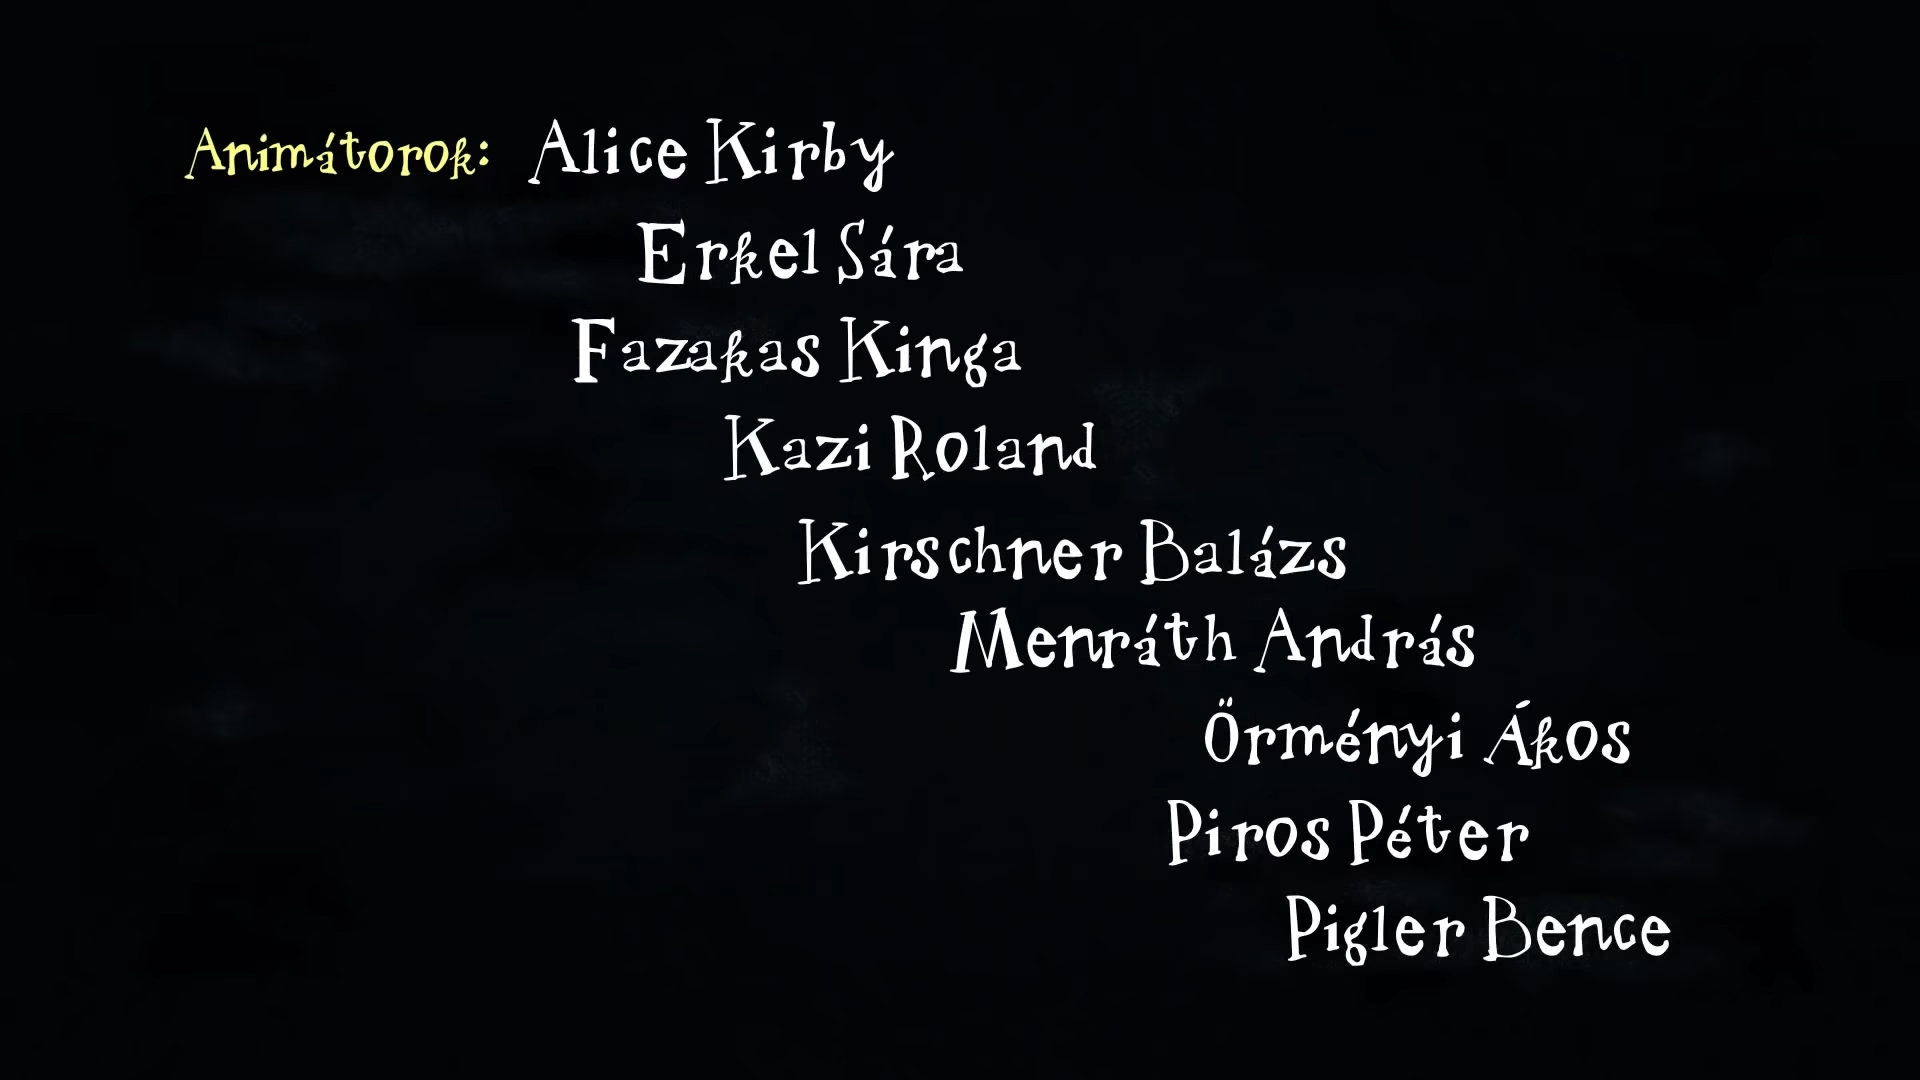 Animátorok: Alice Kirby
Erkel Sára
Fazakas Kinga
Kazi Roland
Kirschner Balázs
Menráth András
Örményi Ákos
Piros Péter
Pigler Bence